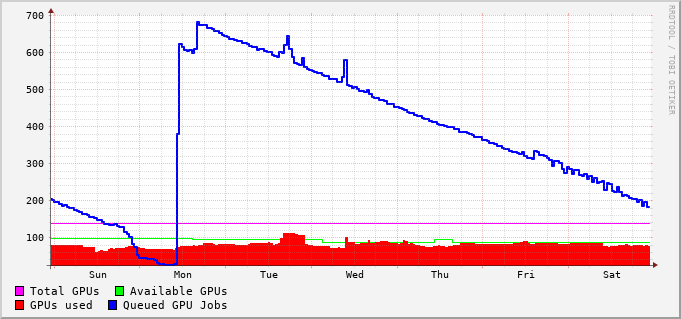 700
600
500
400
300
200
100
Sun Mon Tue Wed Thu Fri Sat
Total GPUs Available GPUs
GPUs used Queued GPU Jobs
RRDTOOL / TOBI OETIKER